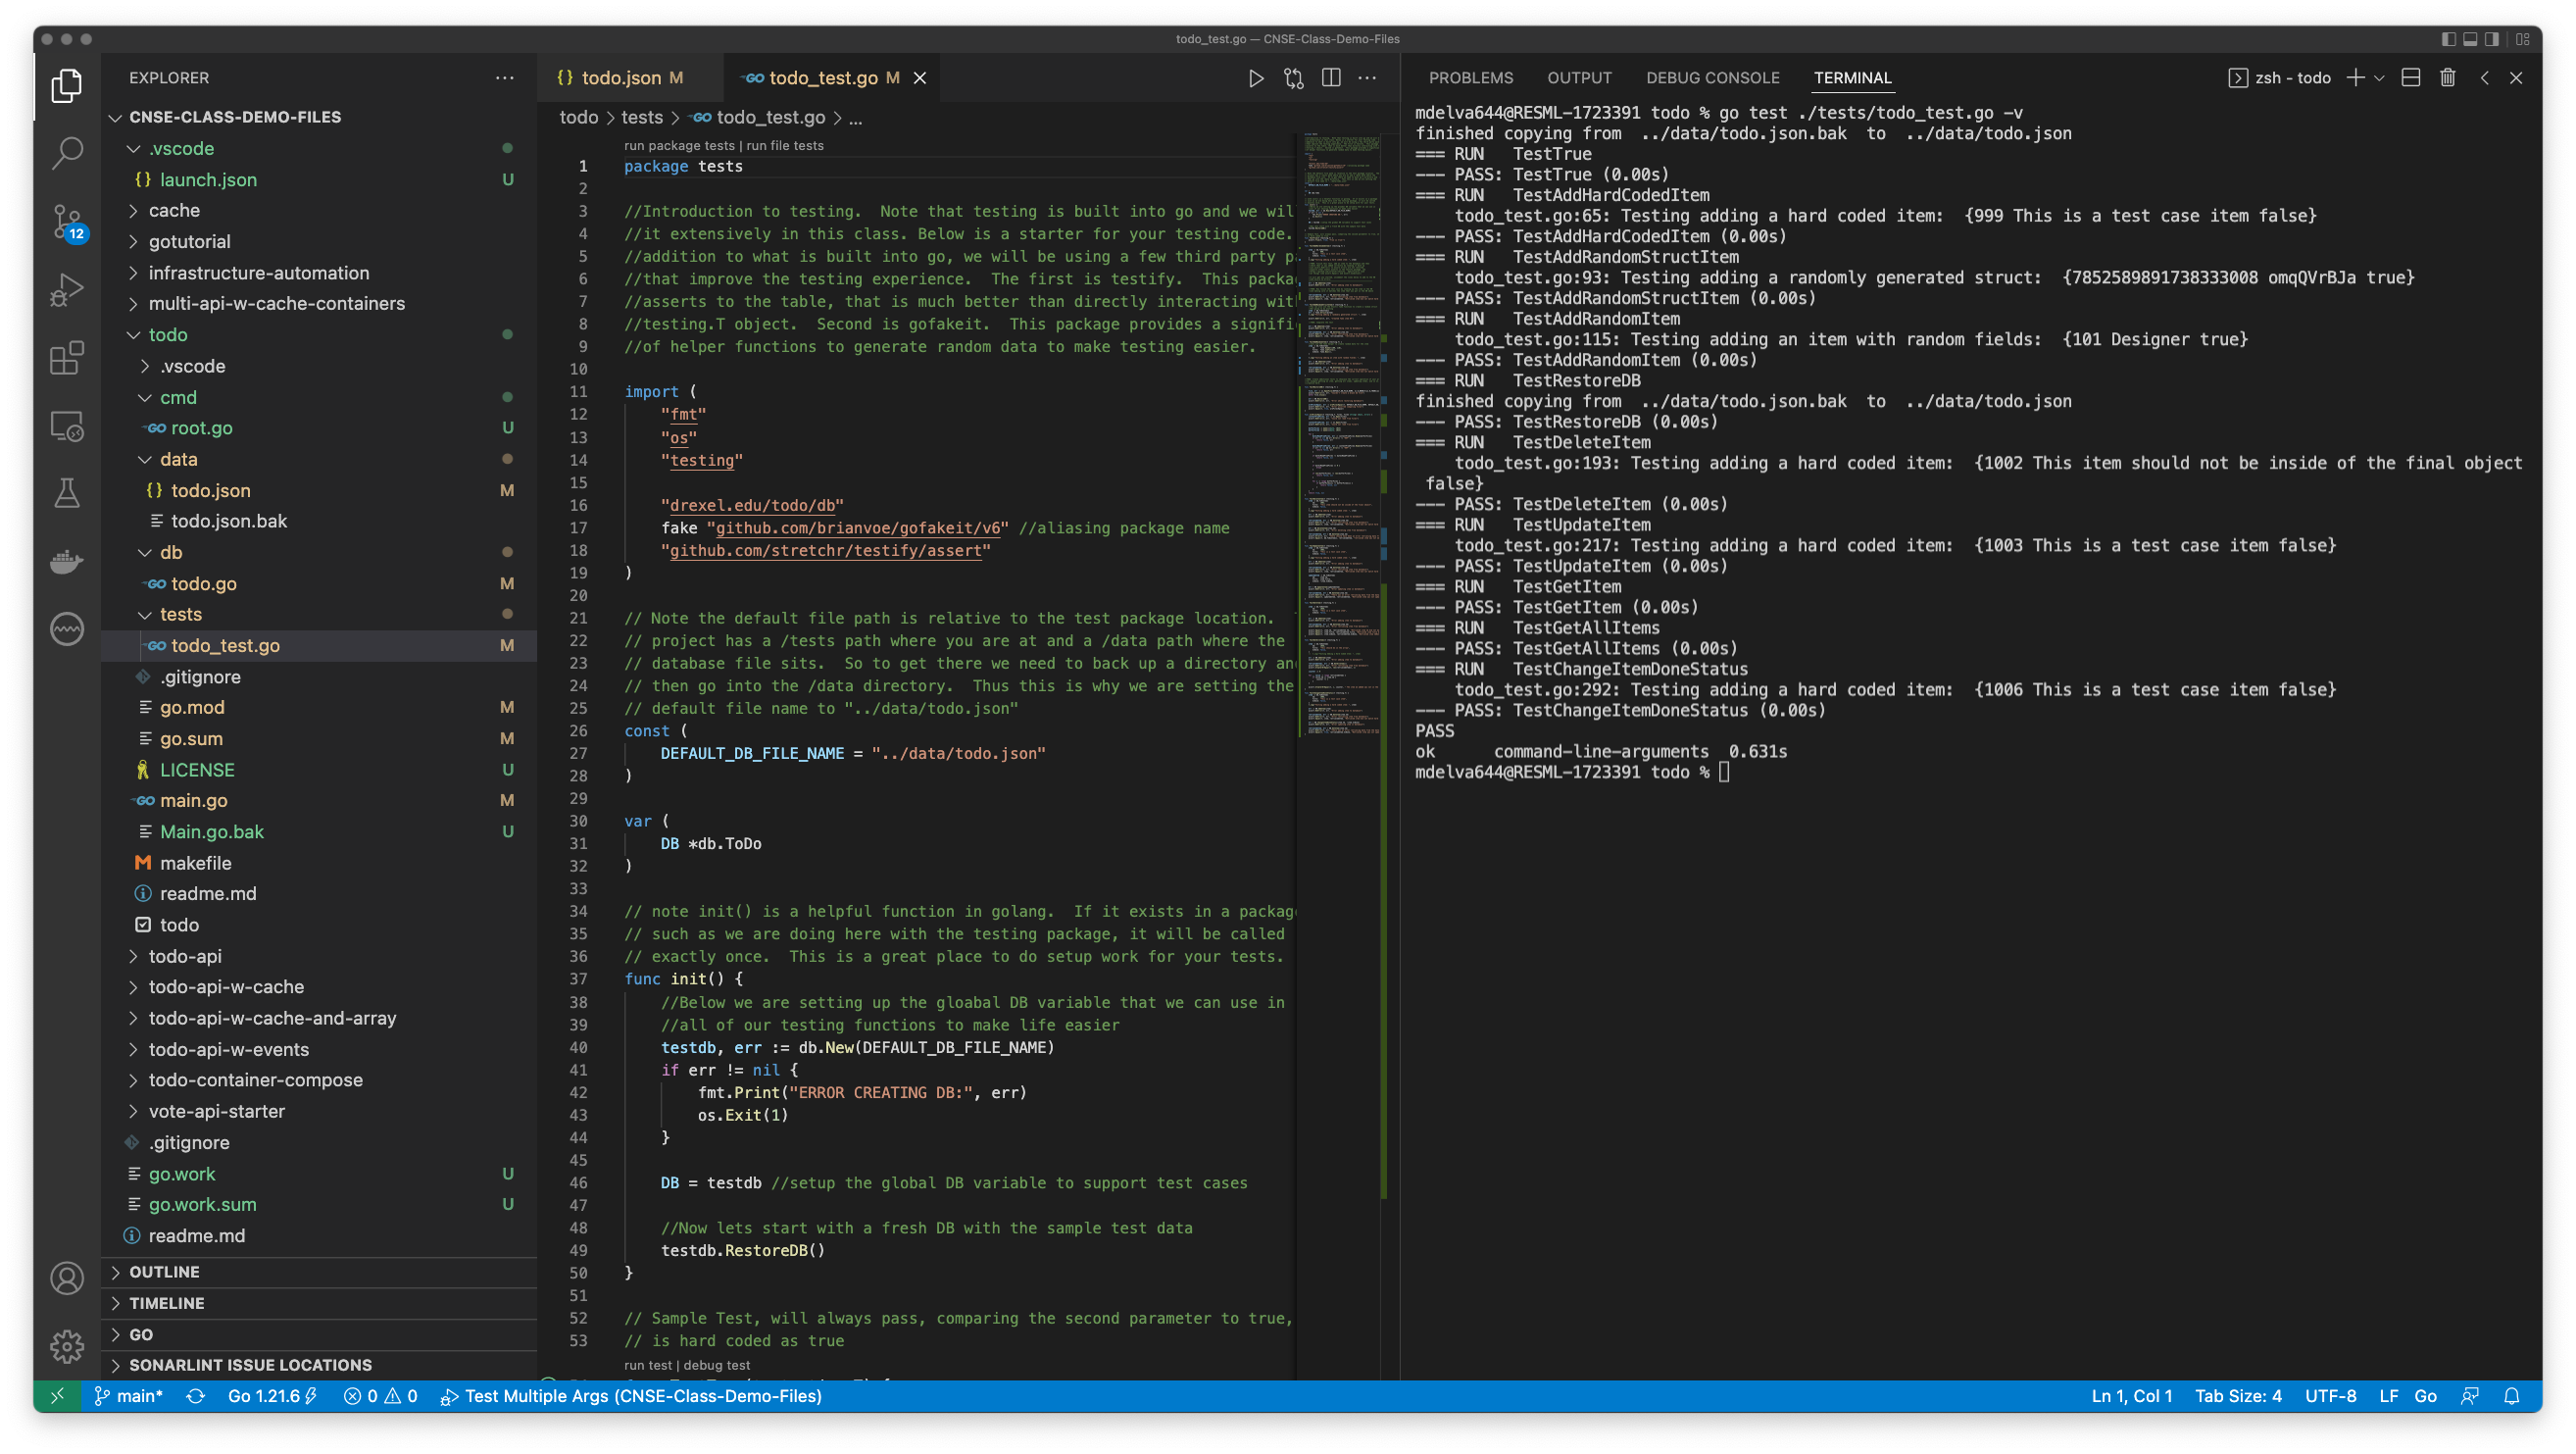 todo_test.go — CNSE-Class-Demo-Files
EXPLORER
CNSE-CLASS-DEMO-FILES
.vscode
{} launch.json U
cache
gotutorial
infrastructure-automation
multi-api-w-cache-containers
todo
.vscode
cmd
GO root.go U
data
{} todo.json M
todo.json.bak
db
GO todo.go M
tests
GO todo_test.go M
.gitignore
go.mod M
go.sum M
LICENSE U
GO main.go M
Main.go.bak U
M makefile
readme.md
todo
todo-api
todo-api-w-cache
todo-api-w-cache-and-array
todo-api-w-events
todo-container-compose
vote-api-starter
.gitignore
go.work U
go.work.sum U
readme.md
OUTLINE
TIMELINE
GO
SONARLINT ISSUE LOCATIONS
12
{} todo.json M
GO todo_test.go M
todo > tests > GO todo_test.go > ...
run package tests | run file tests
1 package tests
2
3 //Introduction to testing.  Note that testing is built into go and we wil
4 //it extensively in this class. Below is a starter for your testing code.
5 //addition to what is built into go, we will be using a few third party p
6 //that improve the testing experience.  The first is testify.  This packa
7 //asserts to the table, that is much better than directly interacting wit
8 //testing.T object.  Second is gofakeit.  This package provides a signifi
9 //of helper functions to generate random data to make testing easier.
10
11 import (
12 "fmt"
13 "os"
14 "testing"
15
16 "drexel.edu/todo/db"
17 fake "github.com/brianvoe/gofakeit/v6" //aliasing package name
18 "github.com/stretchr/testify/assert"
19 )
20
21 // Note the default file path is relative to the test package location.
22 // project has a /tests path where you are at and a /data path where the
23 // database file sits.  So to get there we need to back up a directory an
24 // then go into the /data directory.  Thus this is why we are setting the
25 // default file name to "../data/todo.json"
26 const (
27 DEFAULT_DB_FILE_NAME = "../data/todo.json"
28 )
29
30 var (
31 DB *db.ToDo
32 )
33
34 // note init() is a helpful function in golang.  If it exists in a packag
35 // such as we are doing here with the testing package, it will be called
36 // exactly once.  This is a great place to do setup work for your tests.
37 func init() {
38 //Below we are setting up the gloabal DB variable that we can use in
39 //all of our testing functions to make life easier
40 testdb, err := db.New(DEFAULT_DB_FILE_NAME)
41 if err != nil {
42 fmt.Print("ERROR CREATING DB:", err)
43 os.Exit(1)
44 }
45
46 DB = testdb //setup the global DB variable to support test cases
47
48 //Now lets start with a fresh DB with the sample test data
49 testdb.RestoreDB()
50 }
51
52 // Sample Test, will always pass, comparing the second parameter to true,
53 // is hard coded as true
run test | debug test
PROBLEMS OUTPUT DEBUG CONSOLE TERMINAL zsh - todo
mdelva644@RESML-1723391 todo % go test ./tests/todo_test.go -v
finished copying from  ../data/todo.json.bak  to  ../data/todo.json
=== RUN   TestTrue
--- PASS: TestTrue (0.00s)
=== RUN   TestAddHardCodedItem
todo_test.go:65: Testing adding a hard coded item:  {999 This is a test case item false}
--- PASS: TestAddHardCodedItem (0.00s)
=== RUN   TestAddRandomStructItem
todo_test.go:93: Testing adding a randomly generated struct:  {7852589891738333008 omqQVrBJa true}
--- PASS: TestAddRandomStructItem (0.00s)
=== RUN   TestAddRandomItem
todo_test.go:115: Testing adding an item with random fields:  {101 Designer true}
--- PASS: TestAddRandomItem (0.00s)
=== RUN   TestRestoreDB
finished copying from  ../data/todo.json.bak  to  ../data/todo.json
--- PASS: TestRestoreDB (0.00s)
=== RUN   TestDeleteItem
todo_test.go:193: Testing adding a hard coded item:  {1002 This item should not be inside of the final object
false}
--- PASS: TestDeleteItem (0.00s)
=== RUN   TestUpdateItem
todo_test.go:217: Testing adding a hard coded item:  {1003 This is a test case item false}
--- PASS: TestUpdateItem (0.00s)
=== RUN   TestGetItem
--- PASS: TestGetItem (0.00s)
=== RUN   TestGetAllItems
--- PASS: TestGetAllItems (0.00s)
=== RUN   TestChangeItemDoneStatus
todo_test.go:292: Testing adding a hard coded item:  {1006 This is a test case item false}
--- PASS: TestChangeItemDoneStatus (0.00s)
PASS
ok      command-line-arguments  0.631s
mdelva644@RESML-1723391 todo %
main* Go 1.21.6 0 0 Test Multiple Args (CNSE-Class-Demo-Files) Ln 1, Col 1 Tab Size: 4 UTF-8 LF Go